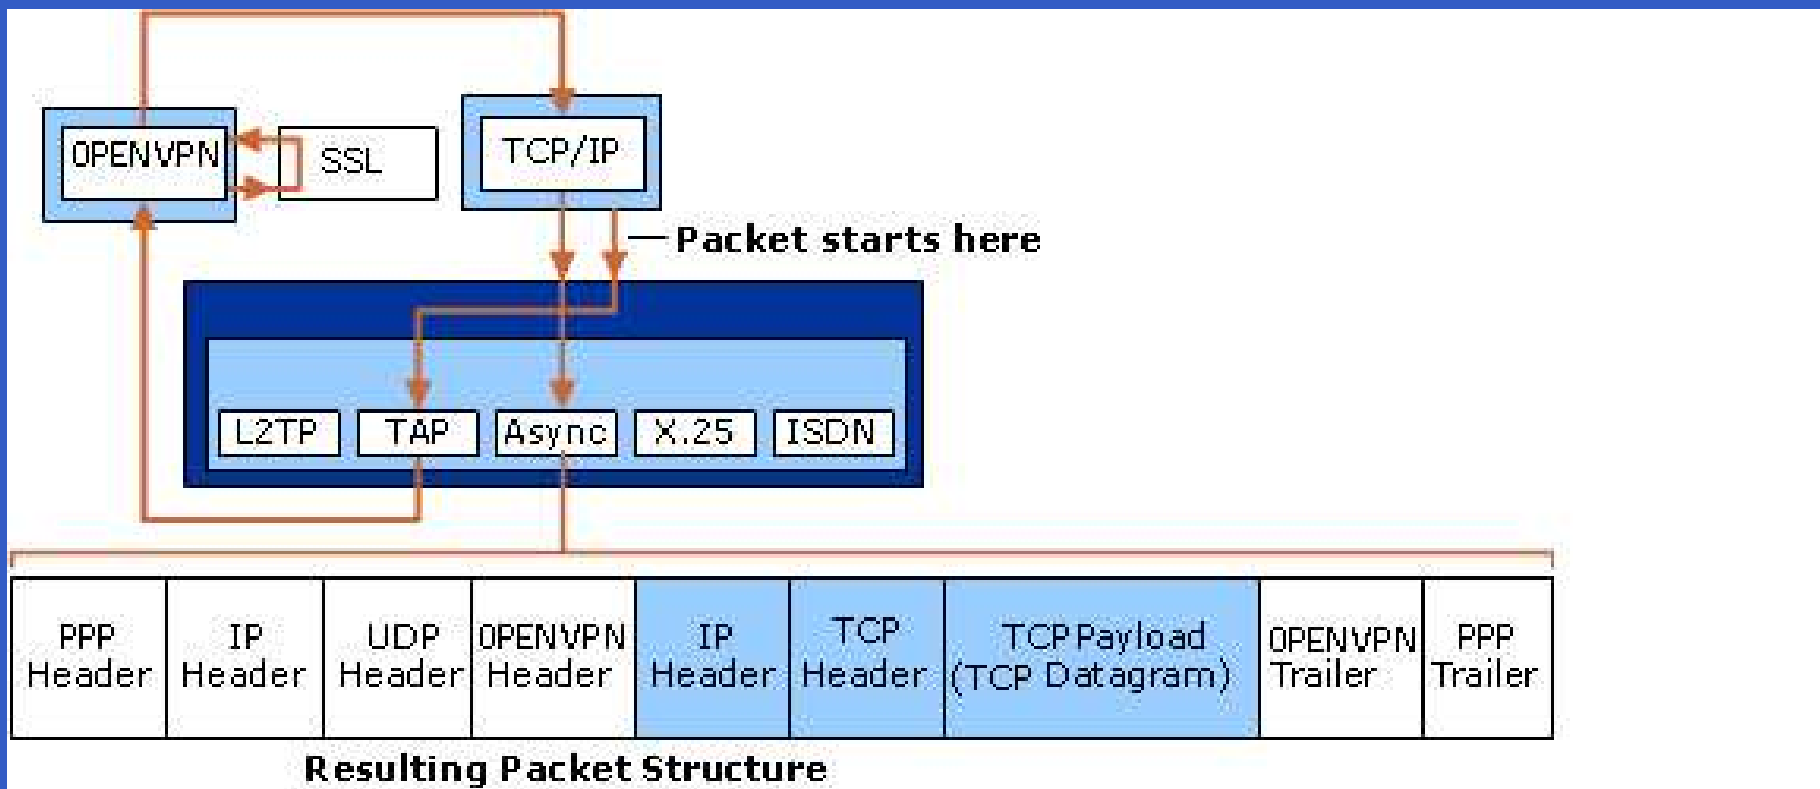 OPENVPN
SSL
TCP/IP
Packet starts here
L2TP
TAP
Async
X.25
ISDN
PPP
Header
IP
Header
UDP
Header
OPENVPN
Header
IP
Header
TCP
Header
TCP Payload
(TCP Datagram)
OPENVPN
Trailer
PPP
Trailer
Resulting Packet Structure